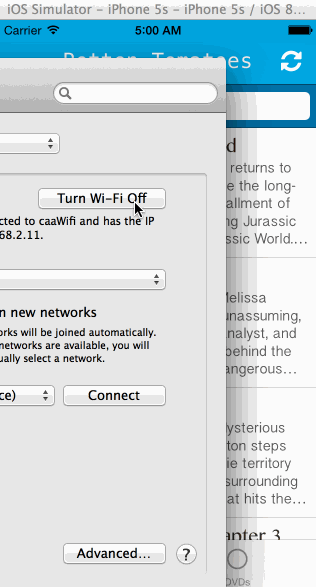 iOS Simulator - iPhone 5s - iPhone 5s / iOS 8...
Carrier 5:00 AM
Rotten Tomatoes
Turn Wi-Fi Off
cted to caaWifi and has the IP
68.2.11.
n new networks
orks will be joined automatically.
networks are available, you will
ually select a network.
ce)
Connect
Advanced...
?
d
returns to
e the long-
allment of
ng Jurassic
ssic World....
Melissa
unassuming,
nalyst, and
behind the
angerous...
ysterious
ton steps
ie territory
surrounding
at hits the...
apter 3
DVDs